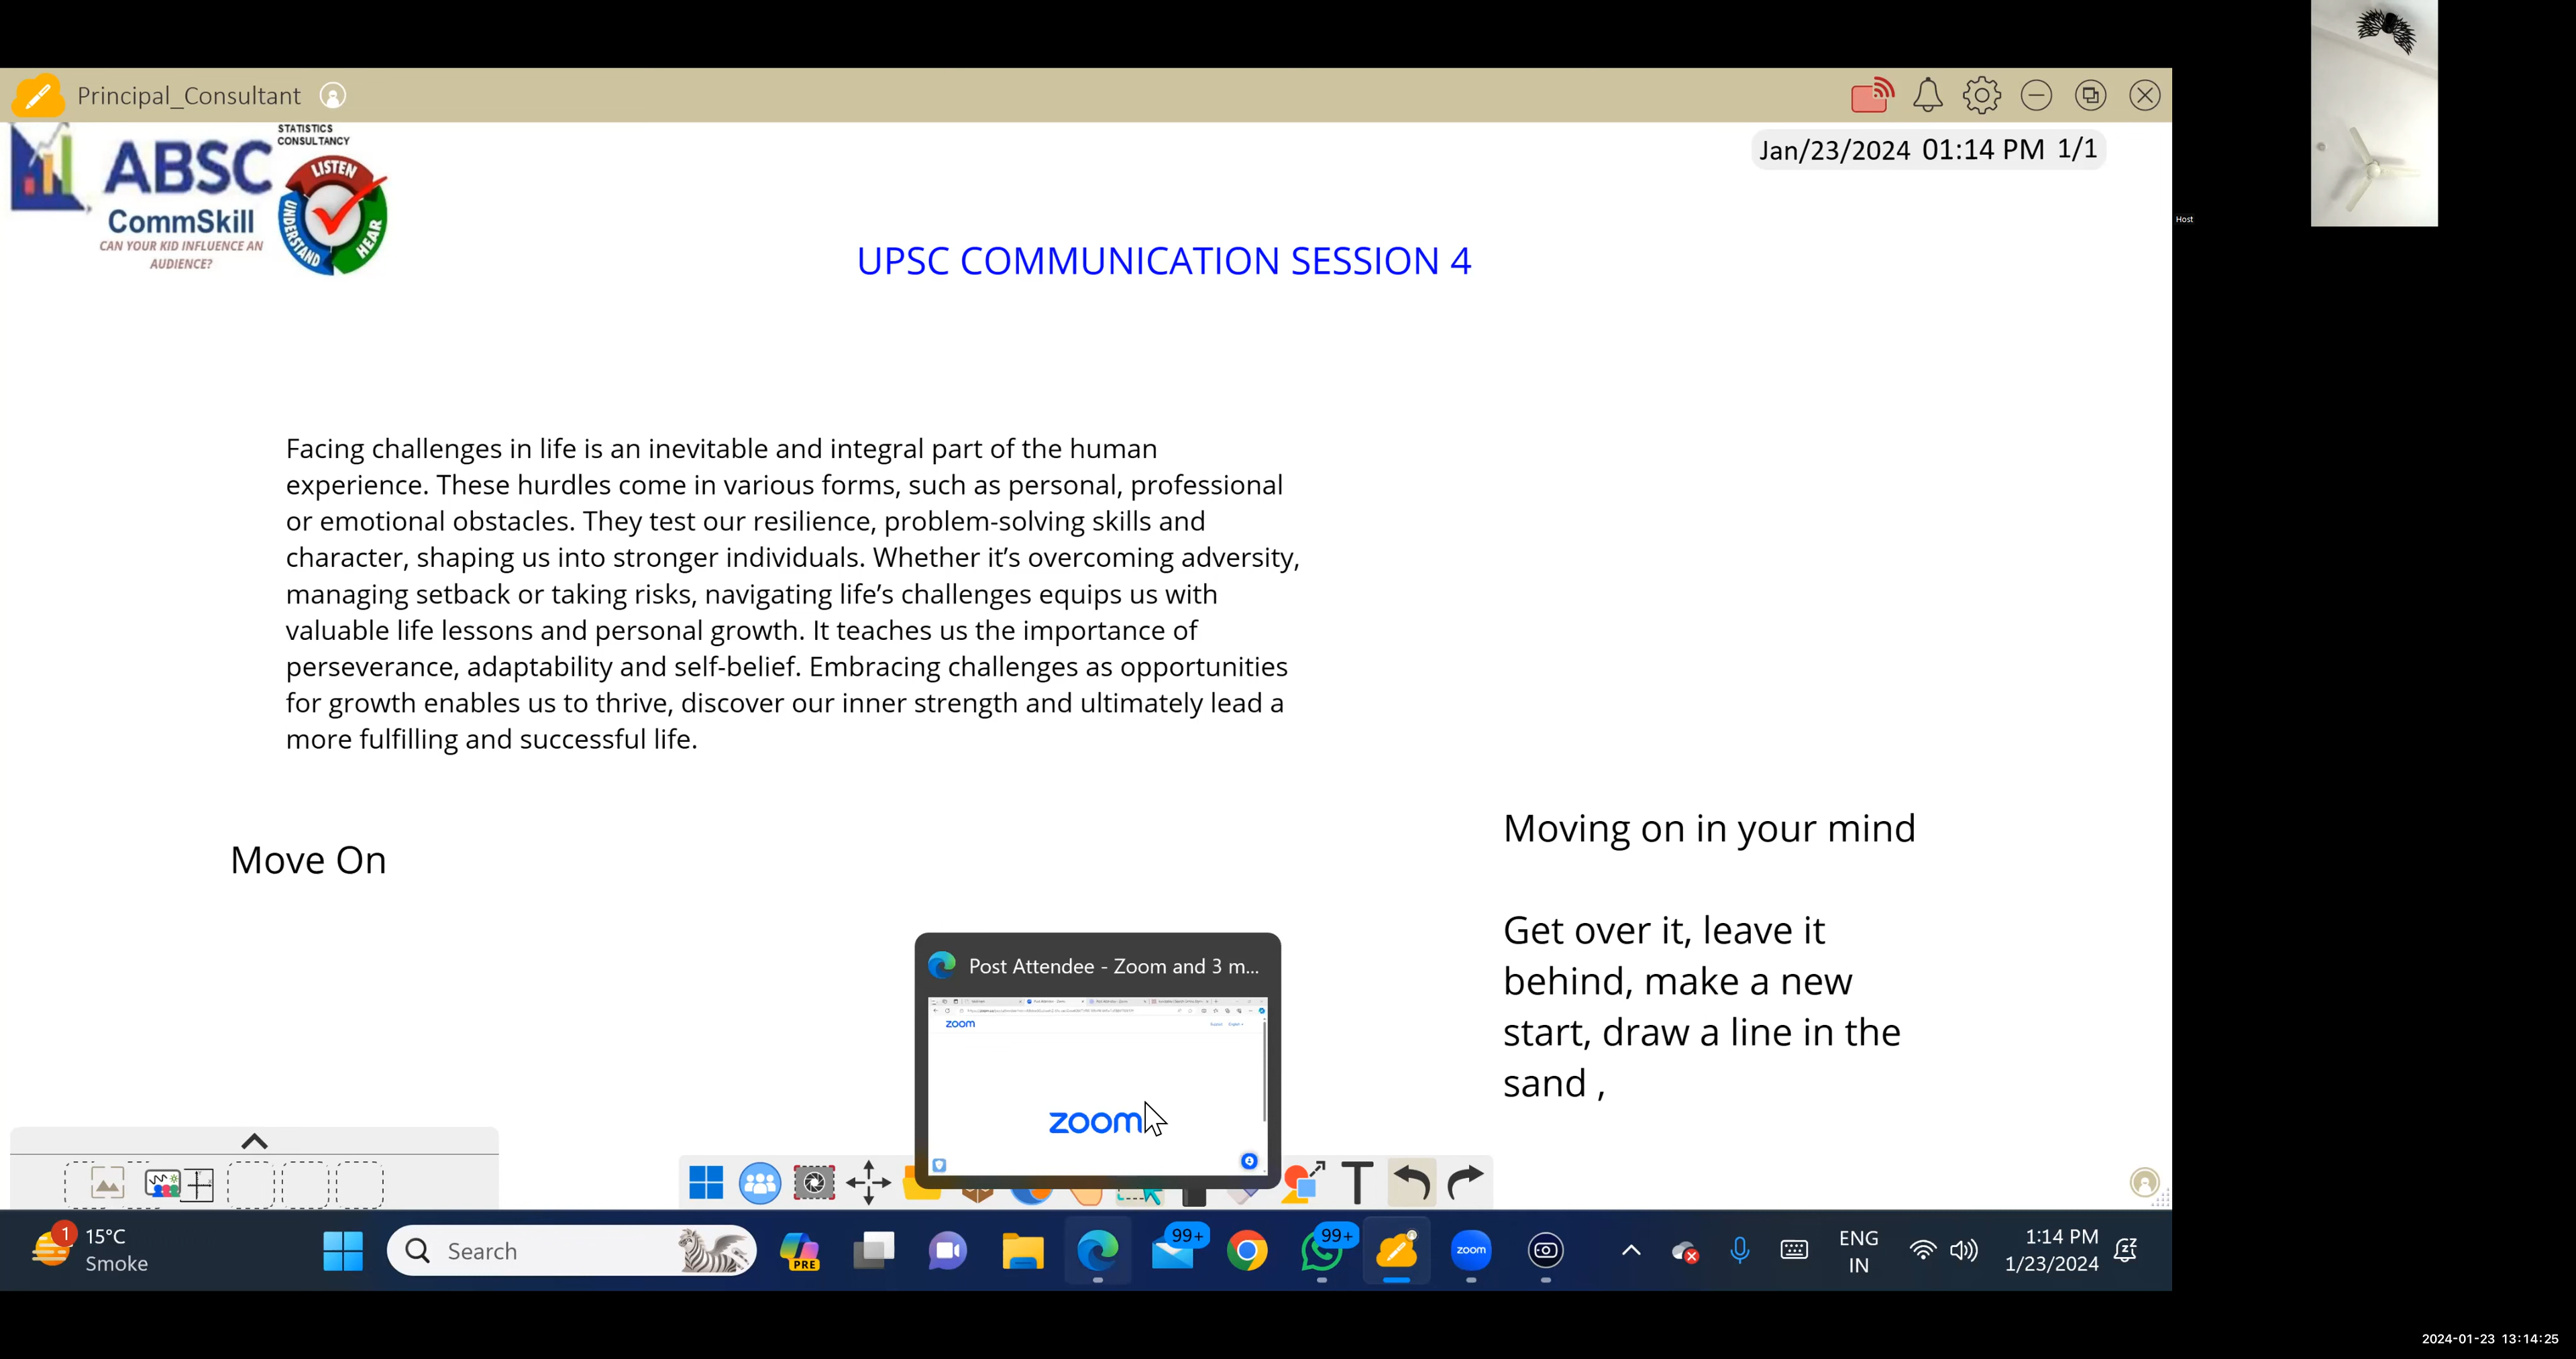 Principal_Consultant
STATISTICS
CONSULTANCY
ABSC
CommSkill
CAN YOUR KID INFLUENCE AN
AUDIENCE?
LISTEN
HEAR
UNDERSTAND
Jan/23/2024 01:14 PM 1/1
Host
UPSC COMMUNICATION SESSION 4
Facing challenges in life is an inevitable and integral part of the human
experience. These hurdles come in various forms, such as personal, professional
or emotional obstacles. They test our resilience, problem-solving skills and
character, shaping us into stronger individuals. Whether it’s overcoming adversity,
managing setback or taking risks, navigating life’s challenges equips us with
valuable life lessons and personal growth. It teaches us the importance of
perseverance, adaptability and self-belief. Embracing challenges as opportunities
for growth enables us to thrive, discover our inner strength and ultimately lead a
more fulfilling and successful life.
Move On
Moving on in your mind
Get over it, leave it
behind, make a new
start, draw a line in the
sand ,
Post Attendee - Zoom and 3 m...
zoom
zoom
T
1
15°C
Smoke
Search
PRE
99+
99+
zoom
ENG
IN
1:14 PM
1/23/2024
2024-01-23 13:14:25